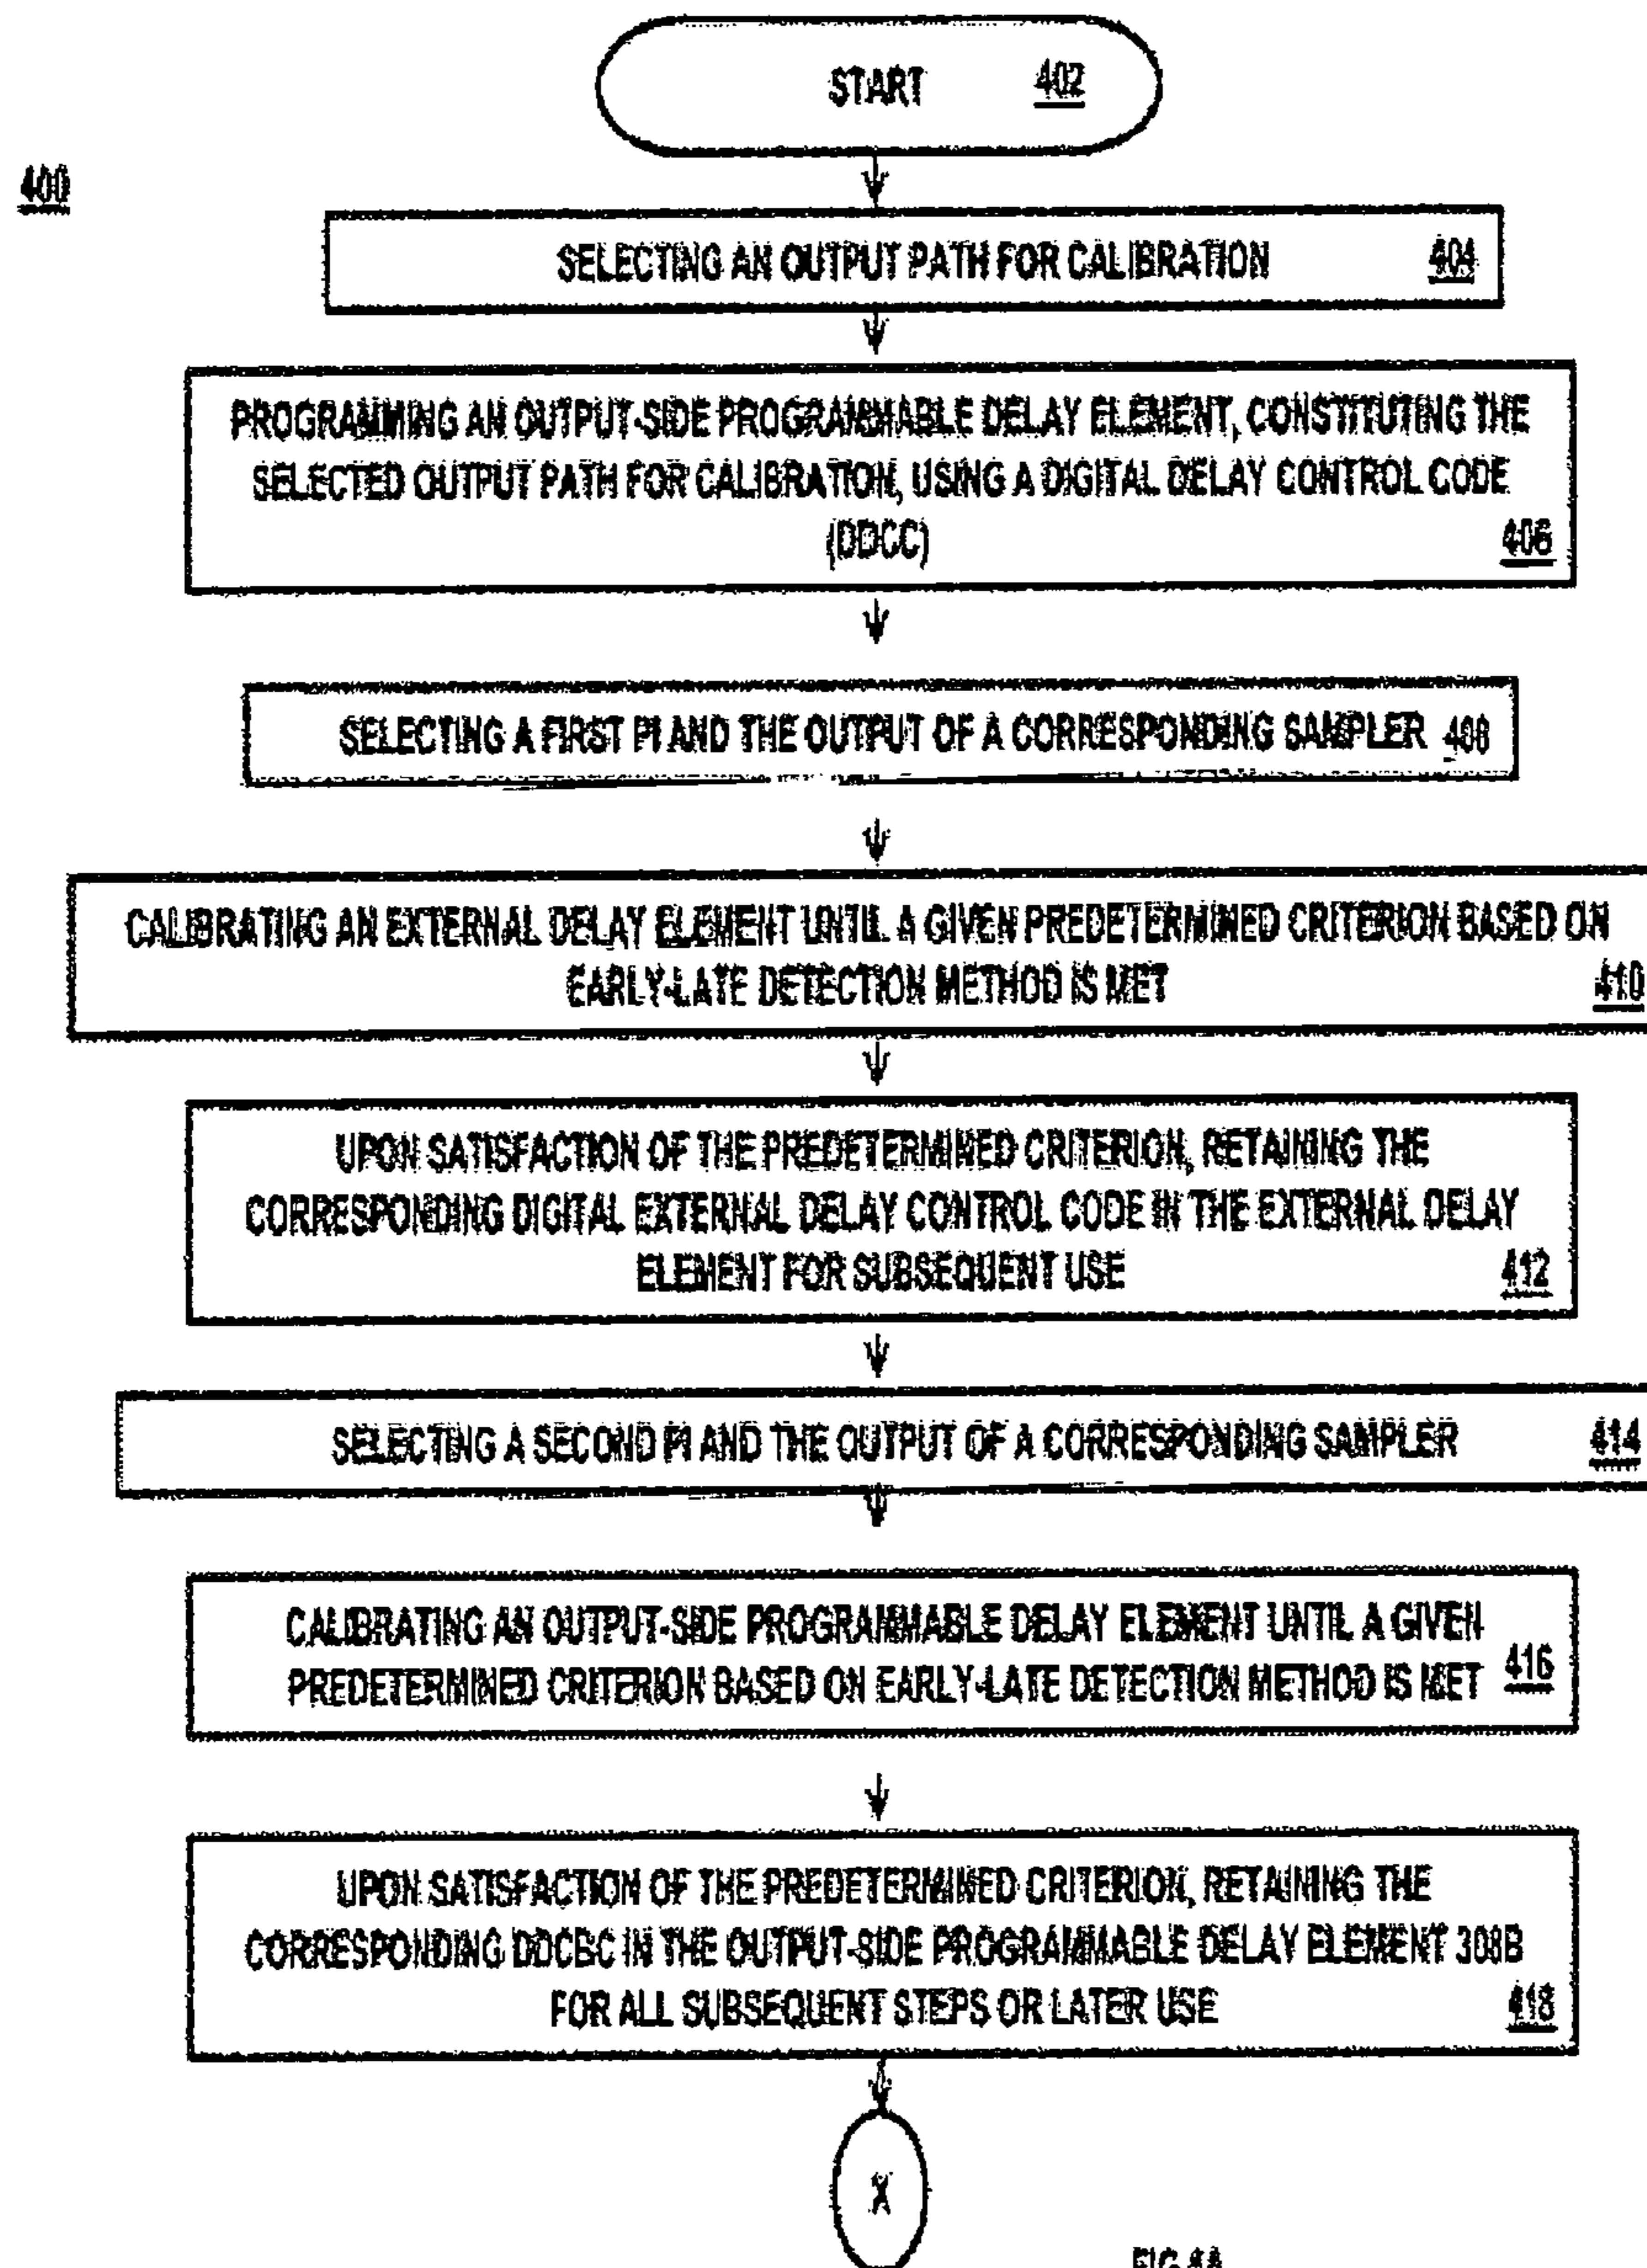 START 402
400
SELECTING AN OUTPUT PATH FOR CALIBRATION 404
PROGRAMMING AN OUTPUT-SIDE PROGRAMMABLE DELAY ELEMENT, CONSTITUTING THE
SELECTED OUTPUT PATH FOR CALIBRATION, USING A DIGITAL DELAY CONTROL CODE
(DDCC) 406
SELECTING A FIRST PI AND THE OUTPUT OF A CORRESPONDING SAMPLER 408
CALIBRATING AN EXTERNAL DELAY ELEMENT UNTIL A GIVEN PREDETERMINED CRITERION BASED ON
EARLY-LATE DETECTION METHOD IS MET 410
UPON SATISFACTION OF THE PREDETERMINED CRITERION, RETAINING THE
CORRESPONDING DIGITAL EXTERNAL DELAY CONTROL CODE IN THE EXTERNAL DELAY
ELEMENT FOR SUBSEQUENT USE 412
SELECTING A SECOND PI AND THE OUTPUT OF A CORRESPONDING SAMPLER 414
CALIBRATING AN OUTPUT-SIDE PROGRAMMABLE DELAY ELEMENT UNTIL A GIVEN
PREDETERMINED CRITERION BASED ON EARLY-LATE DETECTION METHOD IS MET 416
UPON SATISFACTION OF THE PREDETERMINED CRITERION, RETAINING THE
CORRESPONDING DDCBC IN THE OUTPUT-SIDE PROGRAMMABLE DELAY ELEMENT 308B
FOR ALL SUBSEQUENT STEPS OR LATER USE 418
X
FIG 4A